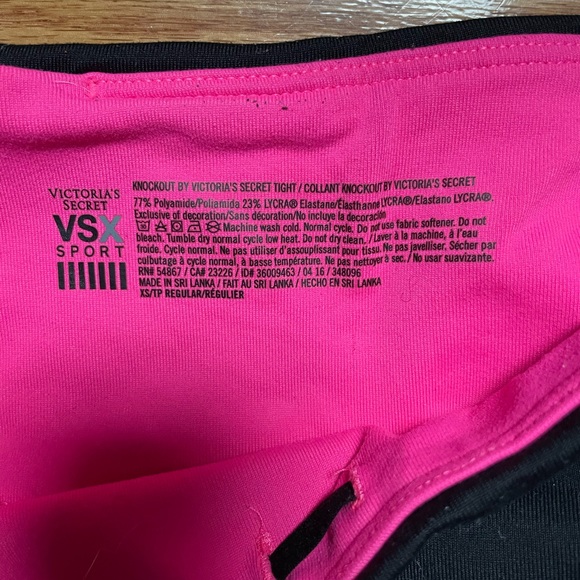 VICTORIA'S
SECRET
VSX
SPORT
KNOCKOUT BY VICTORIA'S SECRET TIGHT / COLLANT KNOCKOUT BY VICTORIA'S SECRET
77% Polyamide/Poliamida 23% LYCRA® Elastane/Élasthanne LYCRA®/Elastano LYCRA®.
Exclusive of decoration/Sans décoration/No incluye la decoración
Machine wash cold. Normal cycle. Do not use fabric softener. Do not
bleach. Tumble dry normal cycle low heat. Do not dry clean. / Laver à la machine, à l'eau
froide. Cycle normal. Ne pas utiliser d'assouplissant pour tissu. Ne pas javelliser. Sécher par
culbutage à cycle normal, à basse température. Ne pas nettoyer à sec. / No usar suavizante.
RN# 54867 / CA# 23226 / ID# 36009463 / 04 16 / 348096
MADE IN SRI LANKA / FAIT AU SRI LANKA / HECHO EN SRI LANKA
XS/TP REGULAR/RÉGULIER